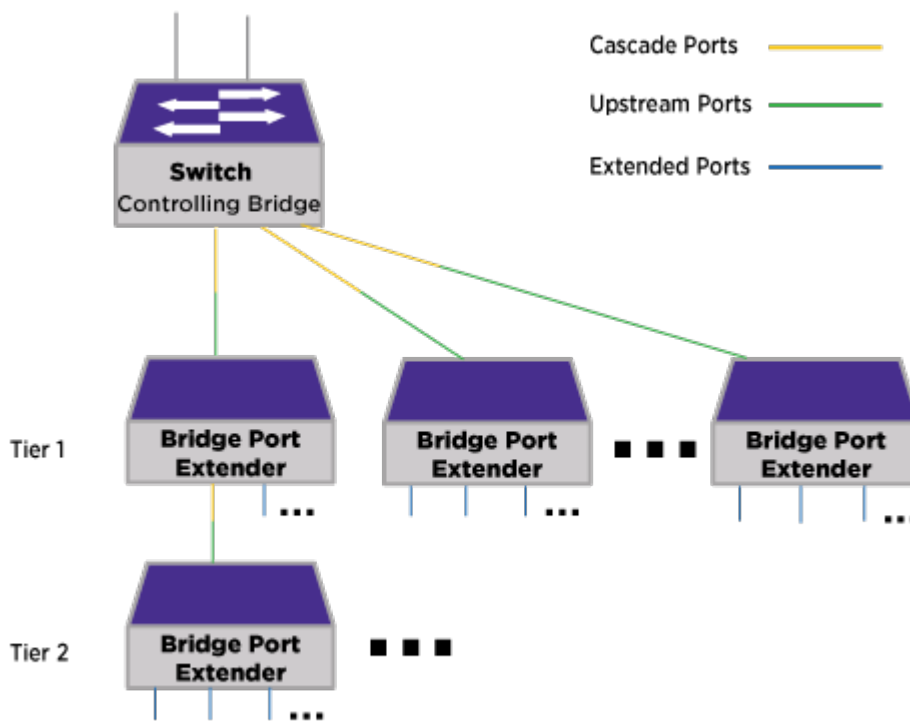 Cascade Ports
Upstream Ports
Extended Ports
Switch
Controlling Bridge
Tier 1
Bridge Port
Extender
...
Bridge Port
Extender
...
Bridge Port
Extender
...
Tier 2
Bridge Port
Extender
...